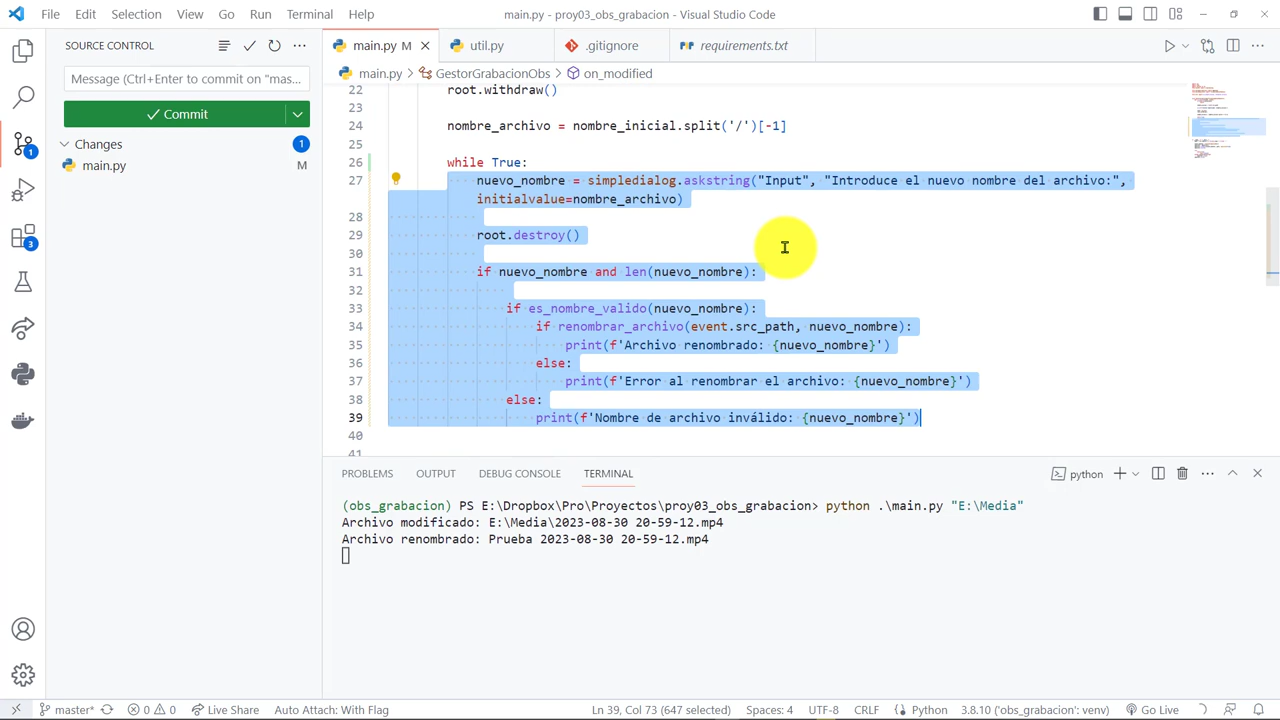 File Edit Selection View Go Run Terminal Help
main.py - proy03_obs_grabacion - Visual Studio Code
SOURCE CONTROL
main.py M
util.py
.gitignore
requirements.txt
Message (Ctrl+Enter to commit on "mas...
main.py > GestorGrabacionObs > on_modified
Commit
Changes 1
main.py M
1
3
22 root.withdraw()
23
24 nombre_archivo = nombre_inicial.split('/')[-1]
25
26 while True:
27 nuevo_nombre = simpledialog.askstring("Input", "Introduce el nuevo nombre del archivo:",
initialvalue=nombre_archivo)
28
29 root.destroy()
30
31 if nuevo_nombre and len(nuevo_nombre):
32
33 if es_nombre_valido(nuevo_nombre):
34 if renombrar_archivo(event.src_path, nuevo_nombre):
35 print(f'Archivo renombrado: {nuevo_nombre}')
36 else:
37 print(f'Error al renombrar el archivo: {nuevo_nombre}')
38 else:
39 print(f'Nombre de archivo inválido: {nuevo_nombre}')
40
41
PROBLEMS OUTPUT DEBUG CONSOLE TERMINAL
python
(obs_grabacion) PS E:\Dropbox\Pro\Proyectos\proy03_obs_grabacion> python .\main.py "E:\Media"
Archivo modificado: E:\Media\2023-08-30 20-59-12.mp4
Archivo renombrado: Prueba 2023-08-30 20-59-12.mp4
master* 0 0 Live Share Auto Attach: With Flag
Ln 39, Col 73 (647 selected) Spaces: 4 UTF-8 CRLF Python 3.8.10 ('obs_grabacion': venv) Go Live